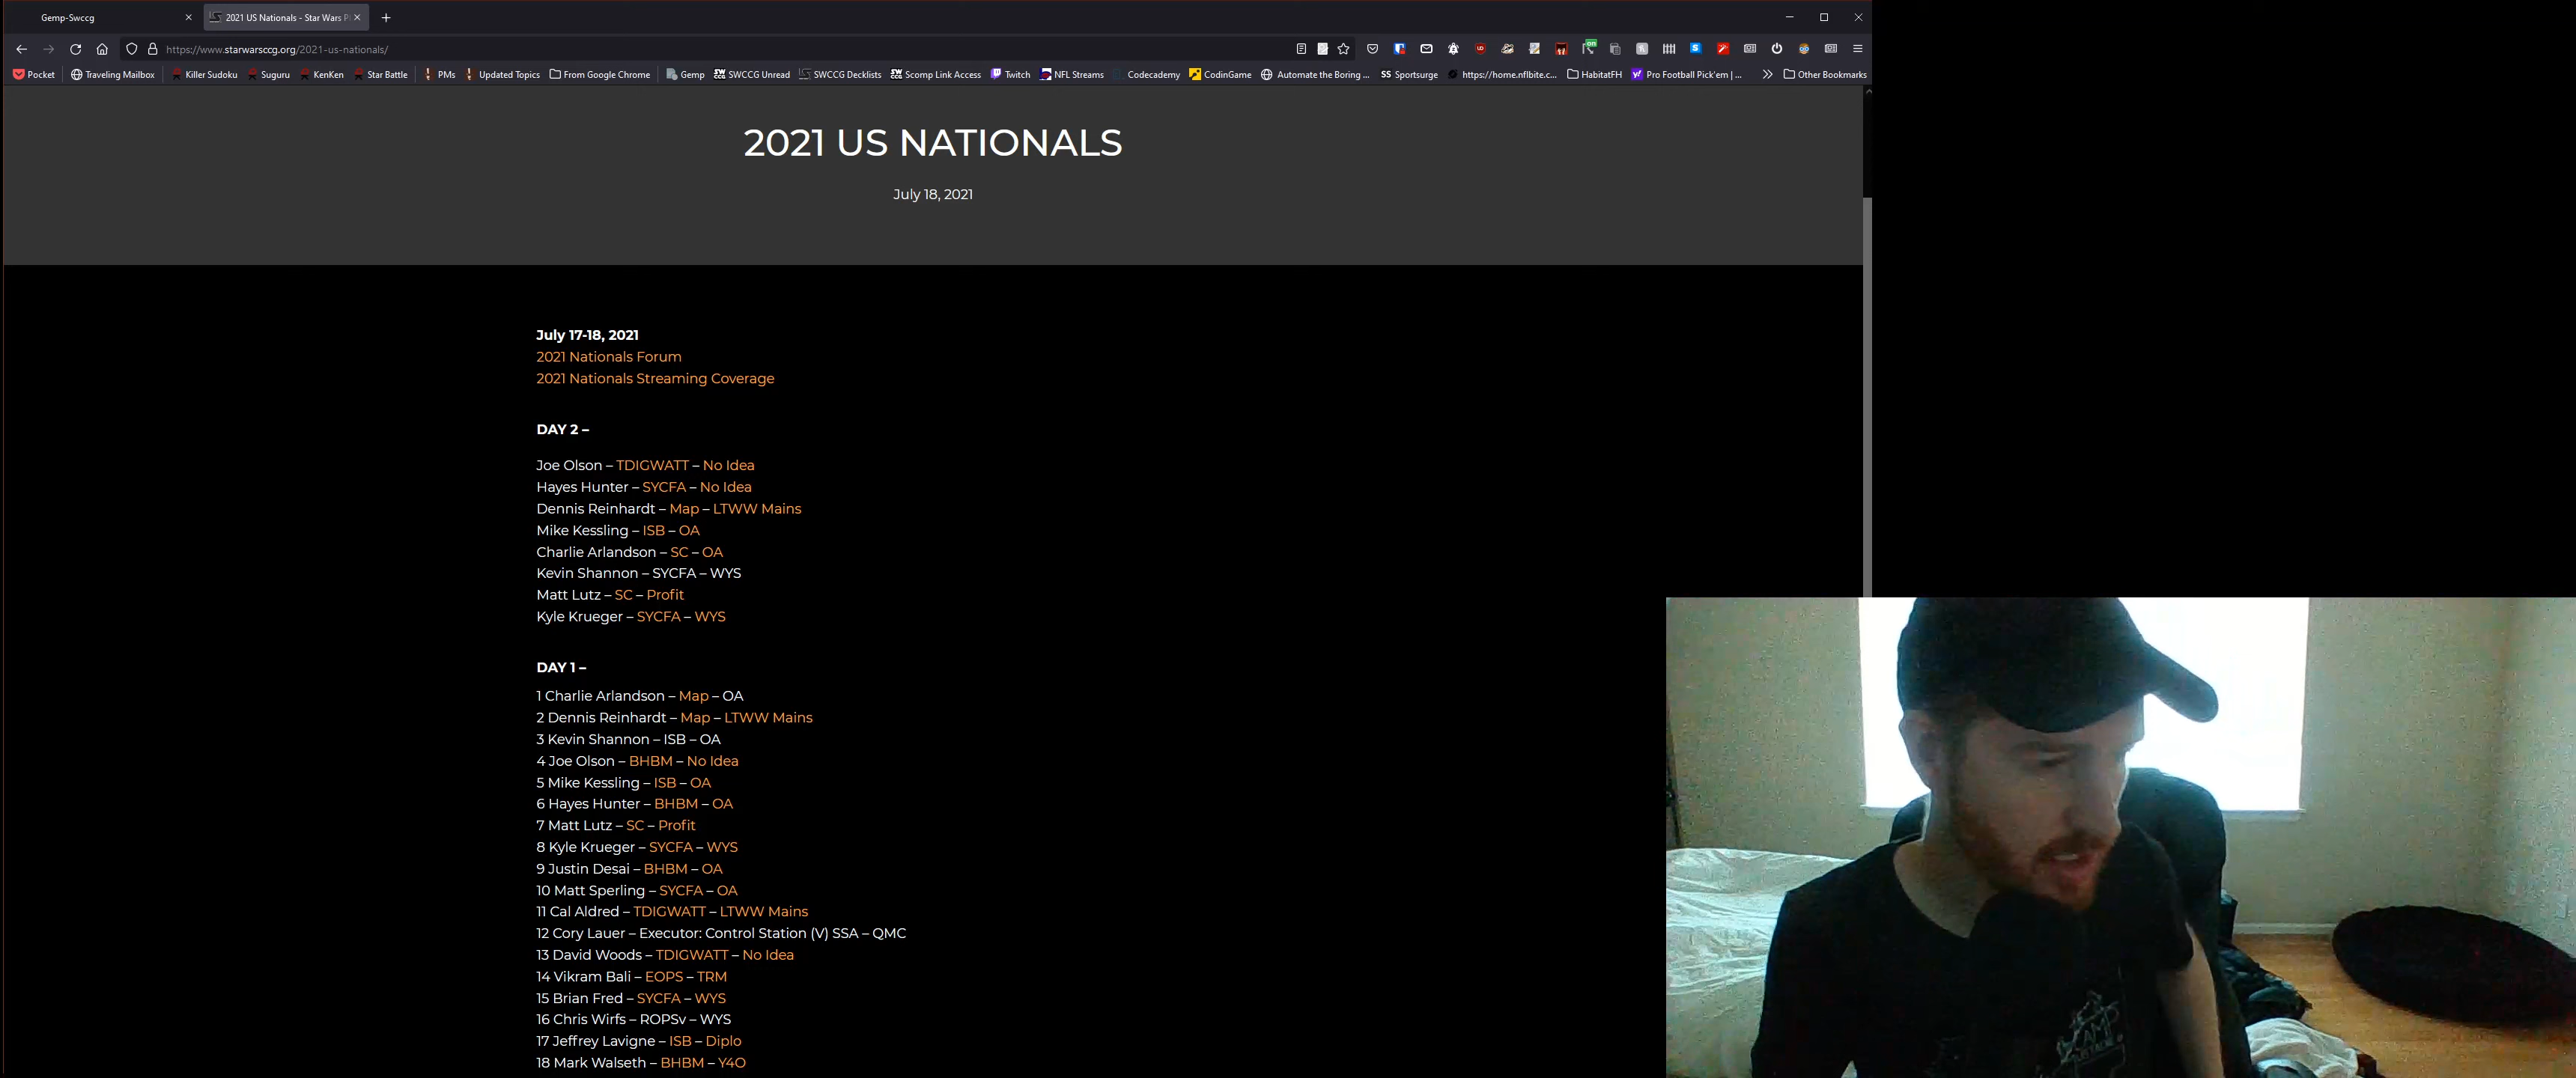 Gemp-Swccg
2021 US Nationals - Star Wars P
https://www.starwarsccg.org/2021-us-nationals/
Pocket Traveling Mailbox Killer Sudoku Suguru KenKen Star Battle PMs Updated Topics From Google Chrome Gemp SWCCG Unread SWCCG Decklists Scomp Link Access Twitch NFL Streams Codecademy CodinGame Automate the Boring ... SS Sportsurge https://home.nflbite.c... HabitatFH Pro Football Pick'em | ... Other Bookmarks
2021 US NATIONALS
July 18, 2021
July 17-18, 2021
2021 Nationals Forum
2021 Nationals Streaming Coverage
DAY 2 –
Joe Olson – TDIGWATT – No Idea
Hayes Hunter – SYCFA – No Idea
Dennis Reinhardt – Map – LTWW Mains
Mike Kessling – ISB – OA
Charlie Arlandson – SC – OA
Kevin Shannon – SYCFA – WYS
Matt Lutz – SC – Profit
Kyle Krueger – SYCFA – WYS
DAY 1 –
1 Charlie Arlandson – Map – OA
2 Dennis Reinhardt – Map – LTWW Mains
3 Kevin Shannon – ISB – OA
4 Joe Olson – BHBM – No Idea
5 Mike Kessling – ISB – OA
6 Hayes Hunter – BHBM – OA
7 Matt Lutz – SC – Profit
8 Kyle Krueger – SYCFA – WYS
9 Justin Desai – BHBM – OA
10 Matt Sperling – SYCFA – OA
11 Cal Aldred – TDIGWATT – LTWW Mains
12 Cory Lauer – Executor: Control Station (V) SSA – QMC
13 David Woods – TDIGWATT – No Idea
14 Vikram Bali – EOPS – TRM
15 Brian Fred – SYCFA – WYS
16 Chris Wirfs – ROPSv – WYS
17 Jeffrey Lavigne – ISB – Diplo
18 Mark Walseth – BHBM – Y4O